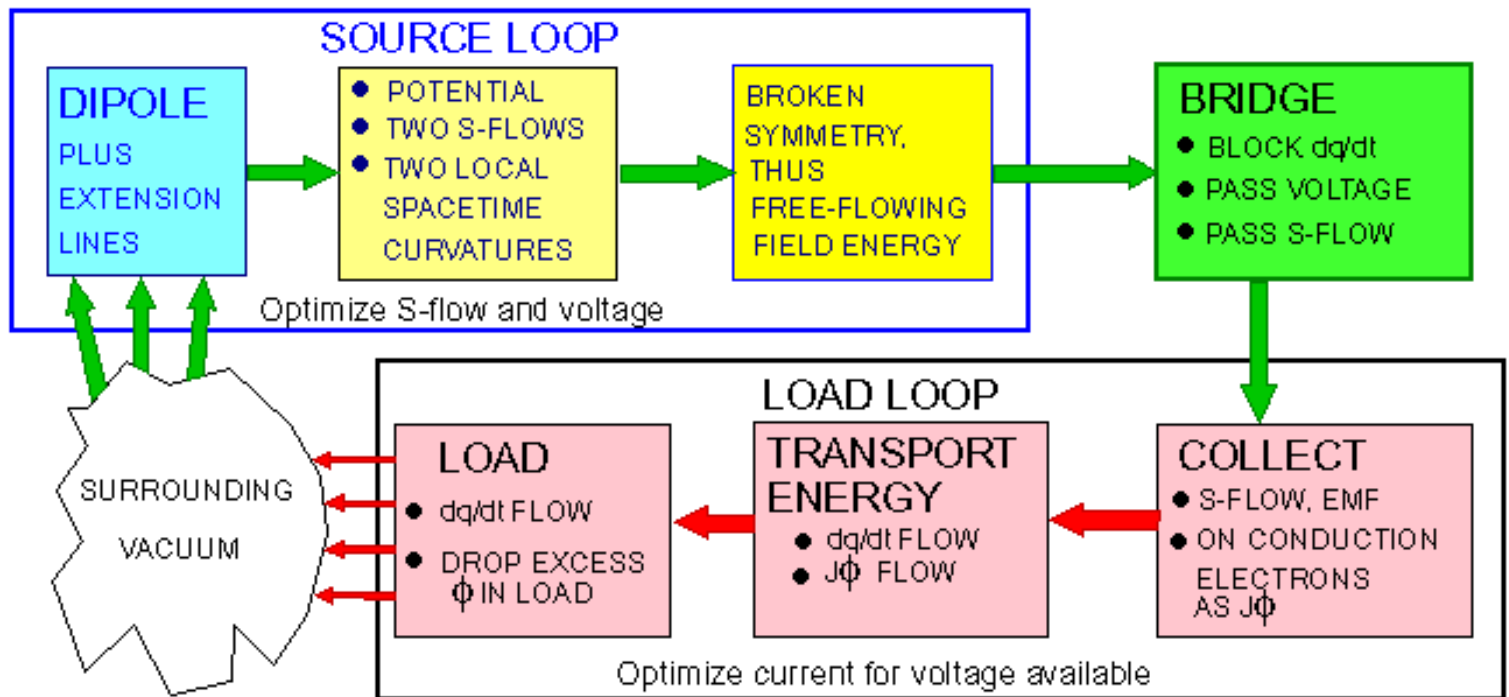 SOURCE LOOP
DIPOLE
PLUS
EXTENSION
LINES
● POTENTIAL
● TWO S-FLOWS
● TWO LOCAL
SPACETIME
CURVATURES
BROKEN
SYMMETRY,
THUS
FREE-FLOWING
FIELD ENERGY
Optimize S-flow and voltage
BRIDGE
● BLOCK dq/dt
● PASS VOLTAGE
● PASS S-FLOW
LOAD LOOP
COLLECT
● S-FLOW, EMF
● ON CONDUCTION
ELECTRONS
AS Jϕ
TRANSPORT
ENERGY
● dq/dt FLOW
● Jϕ FLOW
LOAD
● dq/dt FLOW
● DROP EXCESS
ϕ IN LOAD
Optimize current for voltage available
SURROUNDING
VACUUM